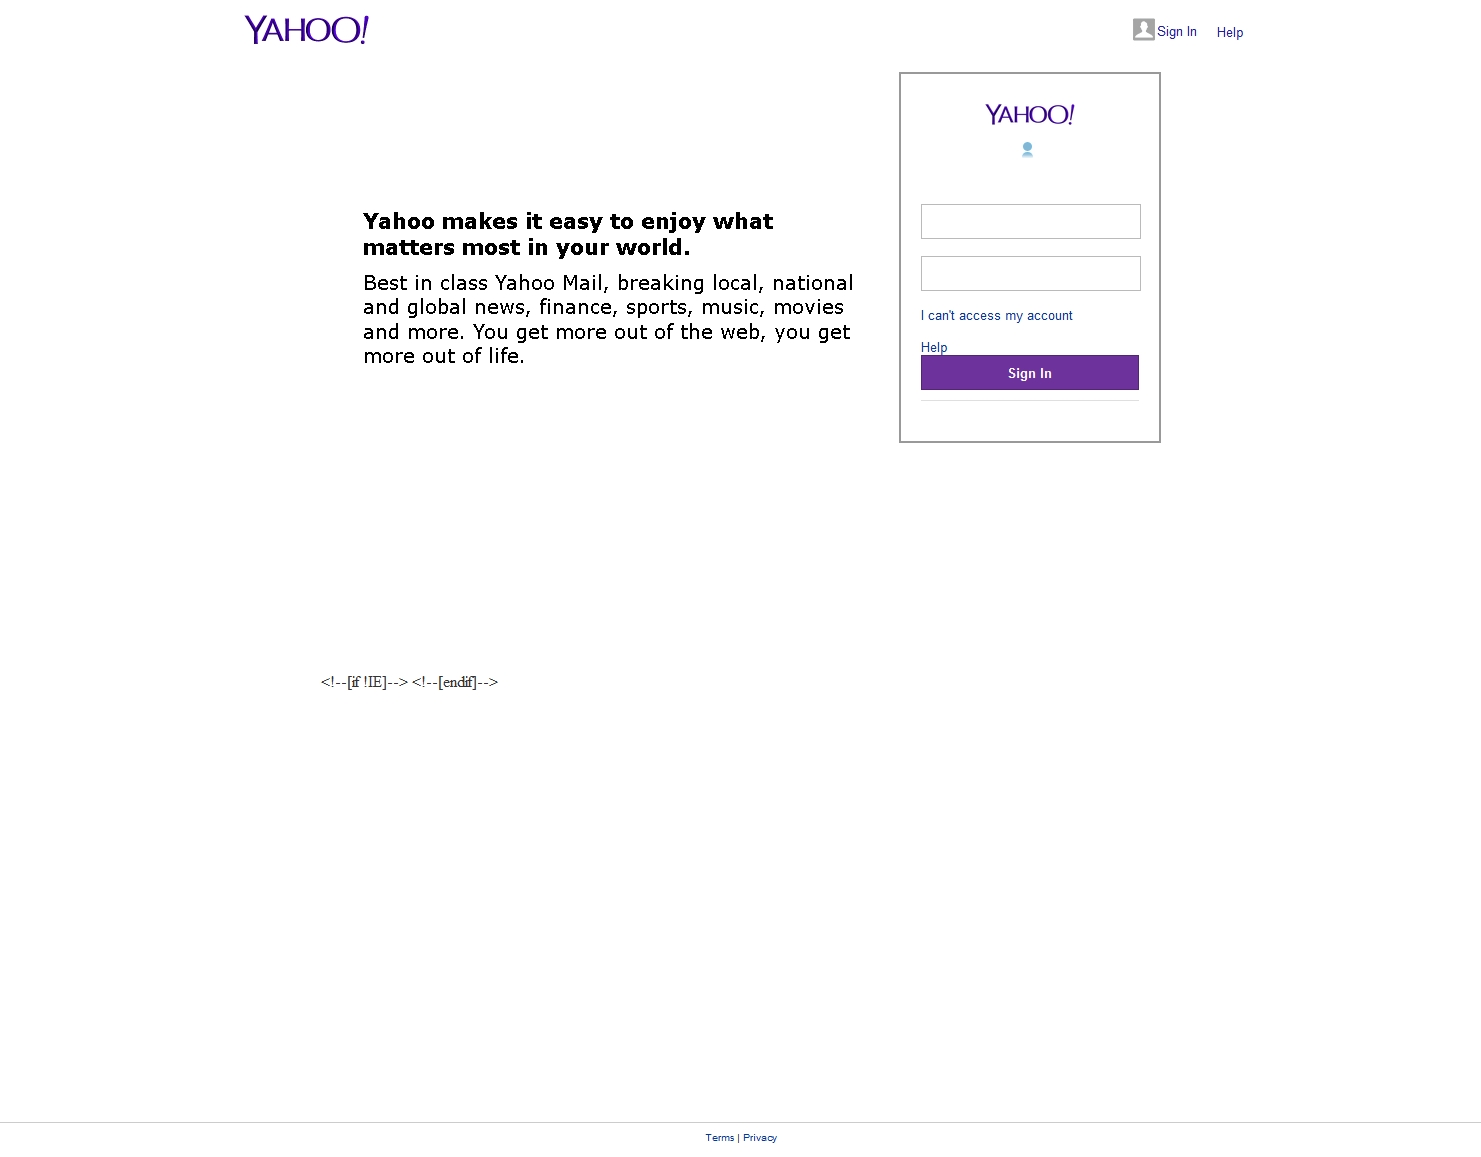 YAHOO!
Sign In
Help
YAHOO!
Yahoo makes it easy to enjoy what
matters most in your world.
Best in class Yahoo Mail, breaking local, national
and global news, finance, sports, music, movies
and more. You get more out of the web, you get
more out of life.
I can't access my account
Help
Sign In
<!--[if !IE]--> <!--[endif]-->
Terms | Privacy